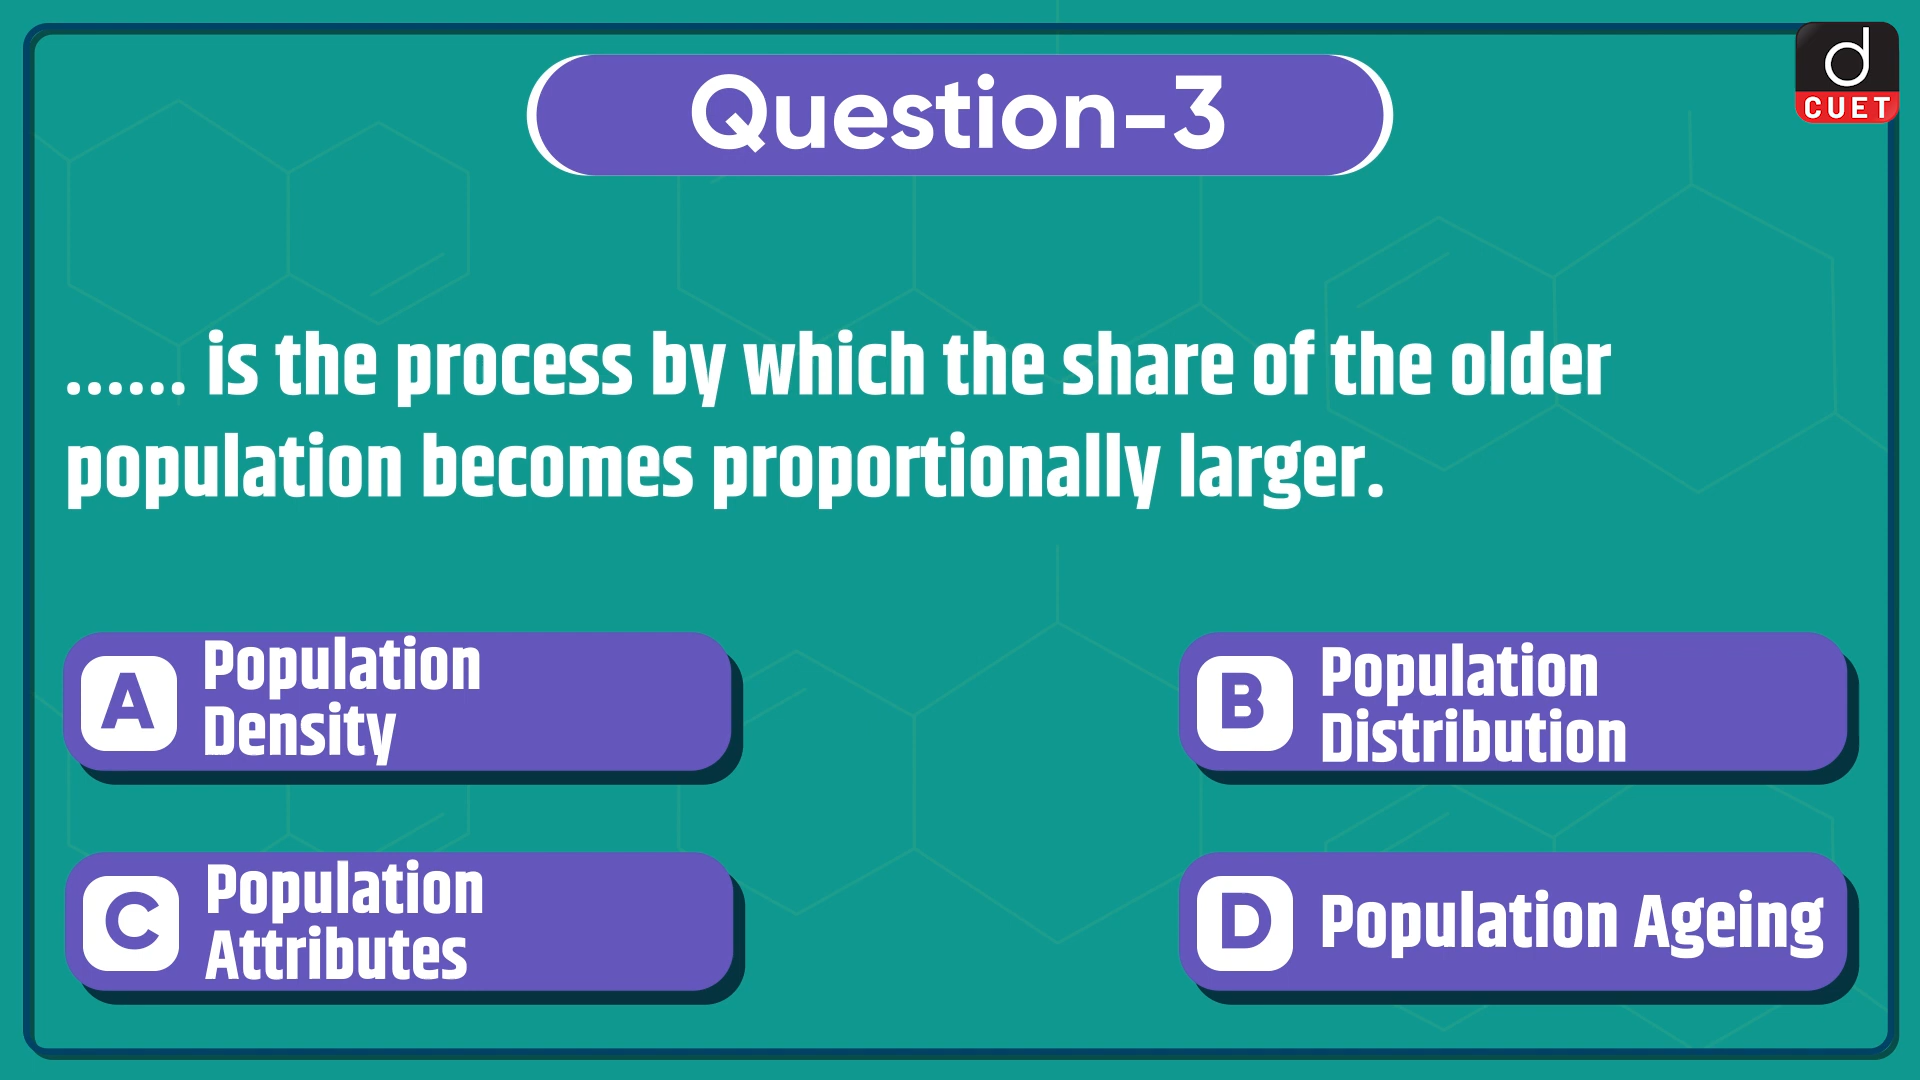 Question-3
d
CUET
...... is the process by which the share of the older
population becomes proportionally larger.
A
Population
Density
B
Population
Distribution
C
Population
Attributes
D
Population Ageing